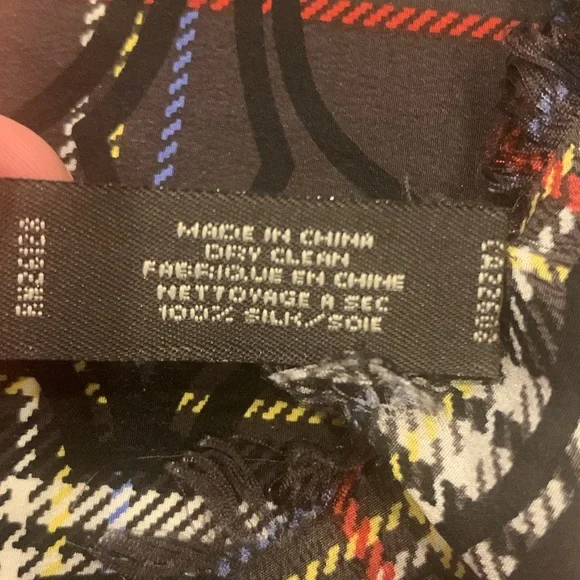 MADE IN CHINA
DRY CLEAN
FABRIQUE EN CHINE
NETTOYAGE A SEC
100% SILK/SOIE